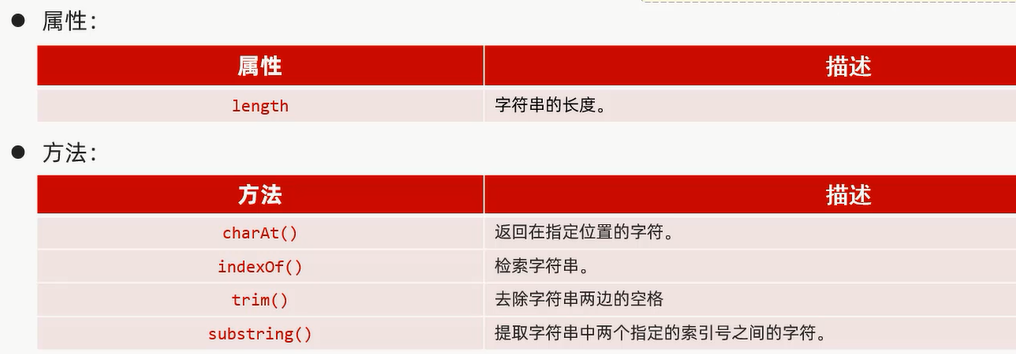 属性：
属性 描述
length 字符串的长度。
方法：
方法 描述
charAt() 返回在指定位置的字符。
indexOf() 检索字符串。
trim() 去除字符串两边的空格
substring() 提取字符串中两个指定的索引号之间的字符。